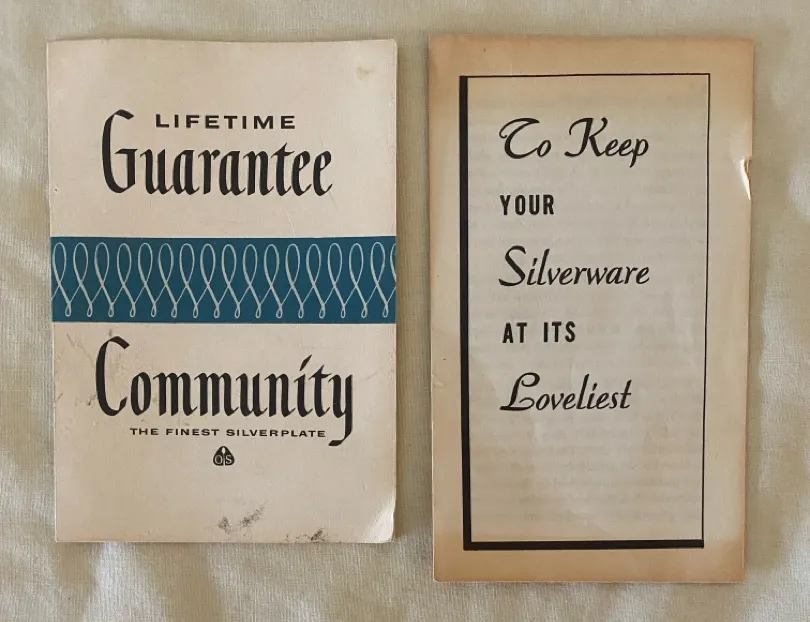 LIFETIME
Guarantee
Community
THE FINEST SILVERPLATE
OS
To Keep
YOUR
Silverware
AT ITS
Loveliest